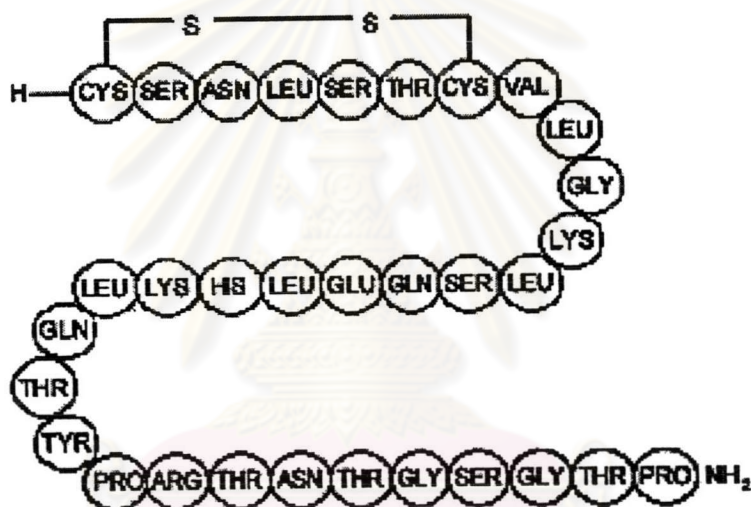 S S
H CYS SER ASN LEU SER THR CYS VAL
LEU
GLY
LYS
LEU LYS HIS LEU GLU GLN SER LEU
GLN
THR
TYR
PRO ARG THR ASN THR GLY SER GLY THR PRO NH2